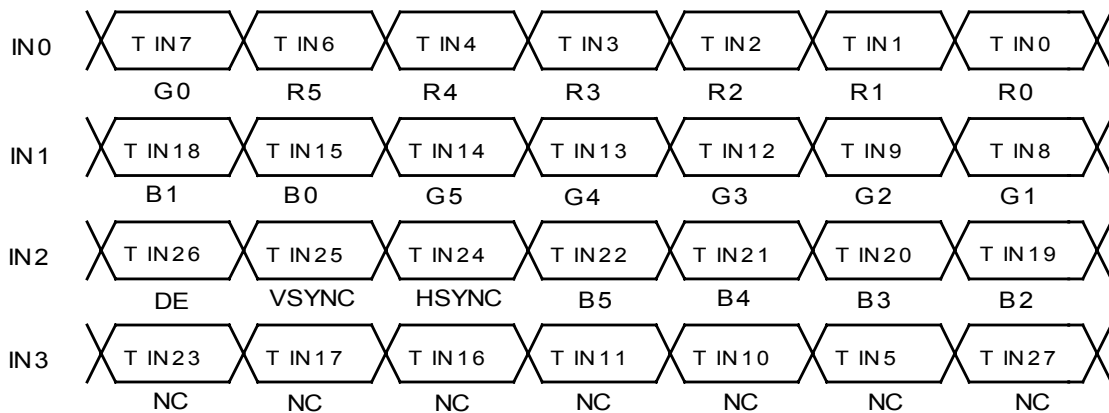 IN0 T IN7 T IN6 T IN4 T IN3 T IN2 T IN1 T IN0
G0 R5 R4 R3 R2 R1 R0
IN1 T IN18 T IN15 T IN14 T IN13 T IN12 T IN9 T IN8
B1 B0 G5 G4 G3 G2 G1
IN2 T IN26 T IN25 T IN24 T IN22 T IN21 T IN20 T IN19
DE VSYNC HSYNC B5 B4 B3 B2
IN3 T IN23 T IN17 T IN16 T IN11 T IN10 T IN5 T IN27
NC NC NC NC NC NC NC